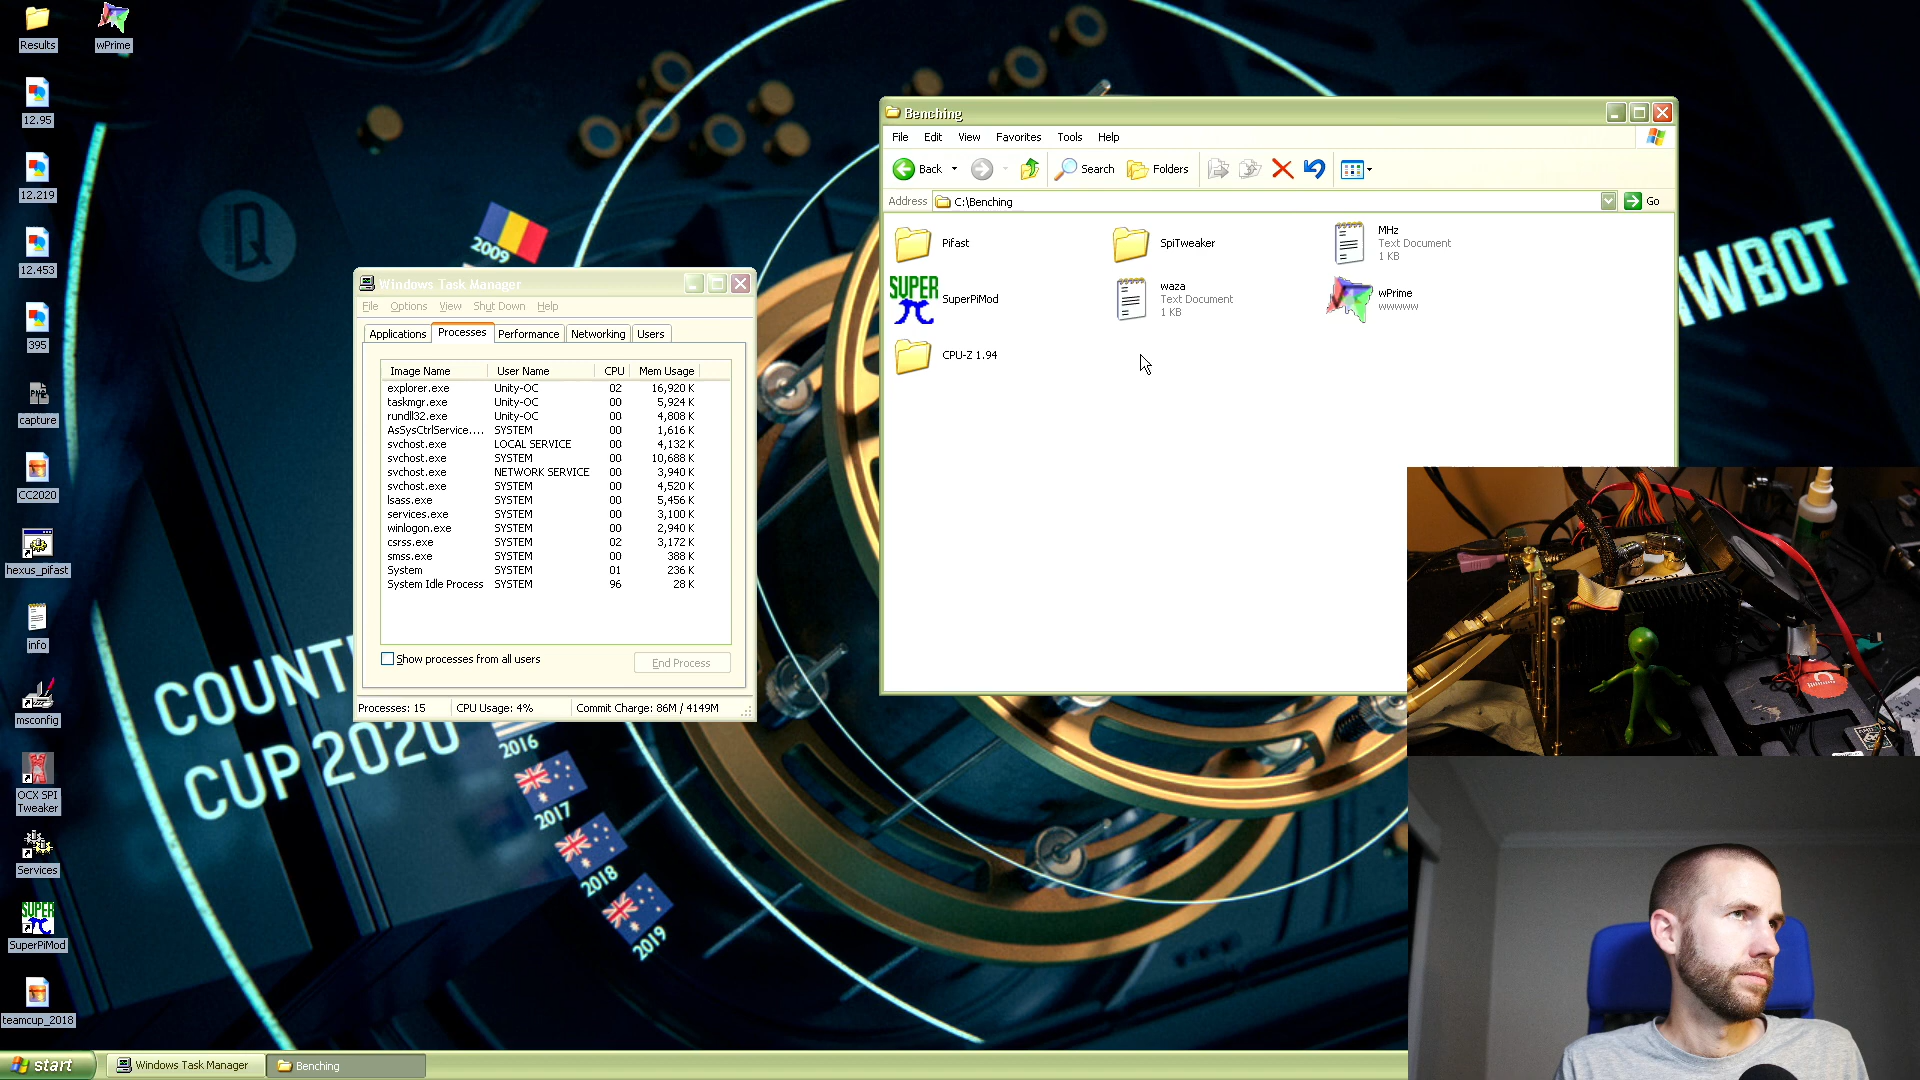 Results
wPrime
12.95
12.219
12.453
395
capture
CC2020
hexus_pifast
info
msconfig
OCX SPI
Tweaker
Services
SUPER
SuperPiMod
teamcup_2018
2009
COUNT
CUP 2020
2016
2017
2018
2019
WBOT
Windows Task Manager
File Options View Shut Down Help
Applications Processes Performance Networking Users
Image Name User Name CPU Mem Usage
explorer.exe Unity-OC 02 16,920 K
taskmgr.exe Unity-OC 00 5,924 K
rundll32.exe Unity-OC 00 4,808 K
AsSysCtrlService.... SYSTEM 00 1,616 K
svchost.exe LOCAL SERVICE 00 4,132 K
svchost.exe SYSTEM 00 10,688 K
svchost.exe NETWORK SERVICE 00 3,940 K
svchost.exe SYSTEM 00 4,520 K
lsass.exe SYSTEM 00 5,456 K
services.exe SYSTEM 00 3,100 K
winlogon.exe SYSTEM 00 2,940 K
csrss.exe SYSTEM 02 3,172 K
smss.exe SYSTEM 00 388 K
System SYSTEM 01 236 K
System Idle Process SYSTEM 96 28 K
Show processes from all users
End Process
Processes: 15 CPU Usage: 4% Commit Charge: 86M / 4149M
Benching
File Edit View Favorites Tools Help
Back Search Folders
Address C:\Benching Go
Pifast
SpiTweaker
MHz
Text Document
1 KB
SUPER
π
SuperPiMod
waza
Text Document
1 KB
wPrime
wwwww
CPU-Z 1.94
start Windows Task Manager Benching